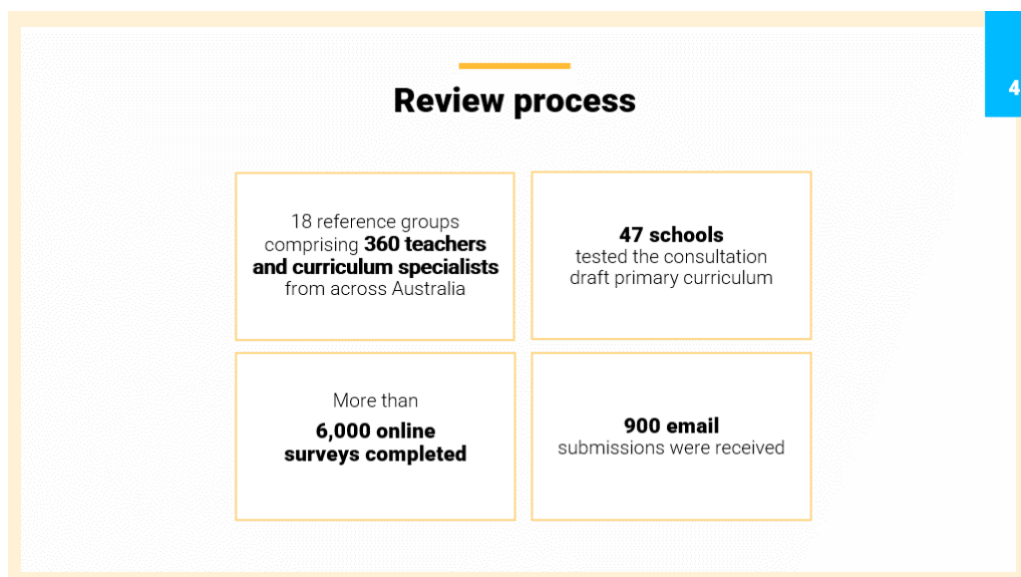 4
Review process
18 reference groups
comprising 360 teachers
and curriculum specialists
from across Australia
47 schools
tested the consultation
draft primary curriculum
More than
6,000 online
surveys completed
900 email
submissions were received